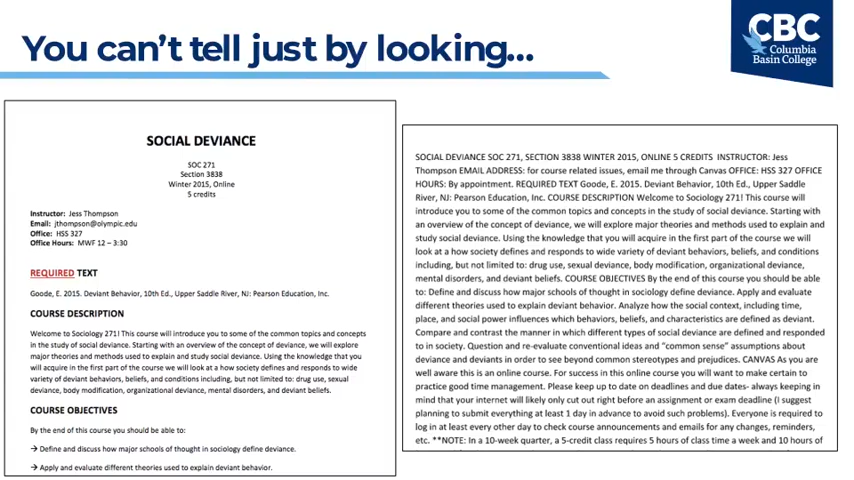 You can't tell just by looking...
CBC
Columbia
Basin College
SOCIAL DEVIANCE
SOC 271
Section 3838
Winter 2015, Online
5 credits
Instructor: Jess Thompson
Email: jthompson@olympic.edu
Office: HSS 327
Office Hours: MWF 12 – 3:30
REQUIRED TEXT
Goode, E. 2015. Deviant Behavior, 10th Ed., Upper Saddle River, NJ: Pearson Education, Inc.
COURSE DESCRIPTION
Welcome to Sociology 271! This course will introduce you to some of the common topics and concepts
in the study of social deviance. Starting with an overview of the concept of deviance, we will explore
major theories and methods used to explain and study social deviance. Using the knowledge that you
will acquire in the first part of the course we will look at how society defines and responds to wide
variety of deviant behaviors, beliefs, and conditions including, but not limited to: drug use, sexual
deviance, body modification, organizational deviance, mental disorders, and deviant beliefs.
COURSE OBJECTIVES
By the end of this course you should be able to:
→ Define and discuss how major schools of thought in sociology define deviance.
→ Apply and evaluate different theories used to explain deviant behavior.
SOCIAL DEVIANCE SOC 271, SECTION 3838 WINTER 2015, ONLINE 5 CREDITS INSTRUCTOR: Jess
Thompson EMAIL ADDRESS: for course related issues, email me through Canvas OFFICE: HSS 327 OFFICE
HOURS: By appointment. REQUIRED TEXT Goode, E. 2015. Deviant Behavior, 10th Ed., Upper Saddle
River, NJ: Pearson Education, Inc. COURSE DESCRIPTION Welcome to Sociology 271! This course will
introduce you to some of the common topics and concepts in the study of social deviance. Starting with
an overview of the concept of deviance, we will explore major theories and methods used to explain and
study social deviance. Using the knowledge that you will acquire in the first part of the course we will
look at how a society defines and responds to wide variety of deviant behaviors, beliefs, and conditions
including, but not limited to: drug use, sexual deviance, body modification, organizational deviance,
mental disorders, and deviant beliefs. COURSE OBJECTIVES By the end of this course you should be able
to: Define and discuss how major schools of thought in sociology define deviance. Apply and evaluate
different theories used to explain deviant behavior. Analyze how the social context, including time,
place, and social power influences which behaviors, beliefs, and characteristics are defined as deviant.
Compare and contrast the manner in which different types of social deviance are defined and responded
to in society. Question and re-evaluate conventional ideas and "common sense" assumptions about
deviance and deviants in order to see beyond common stereotypes and prejudices. CANVAS As you are
well aware this is an online course. For success in this online course you will want to make certain to
practice good time management. Please keep up to date on deadlines and due dates- always keeping in
mind that your internet will likely only cut out right before an assignment or exam deadline (I suggest
planning to submit everything at least 1 day in advance to avoid such problems). Everyone is required to
log in at least every other day to check course announcements and emails for any changes, reminders,
etc. **NOTE: In a 10-week quarter, a 5-credit class requires 5 hours of class time a week and 10 hours of